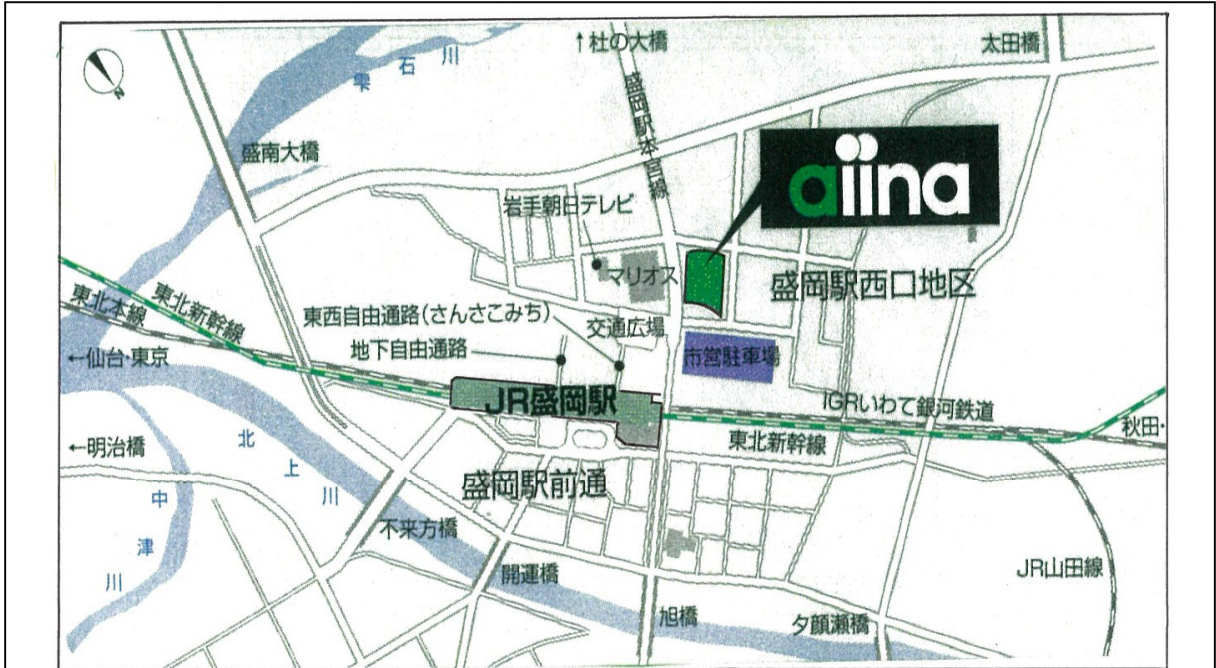 ↑杜の大橋
太田橋
雫石川
盛岡駅本宮線
盛南大橋
aiina
岩手朝日テレビ
マリオス
盛岡駅西口地区
東北新幹線
東北本線
東西自由通路(さんさこみち)
交通広場
地下自由通路
市営駐車場
←仙台・東京
JR盛岡駅
IGRいわて銀河鉄道
秋田・
東北新幹線
←明治橋
北上川
盛岡駅前通
中津川
不来方橋
開運橋
JR山田線
旭橋
夕顔瀬橋
N